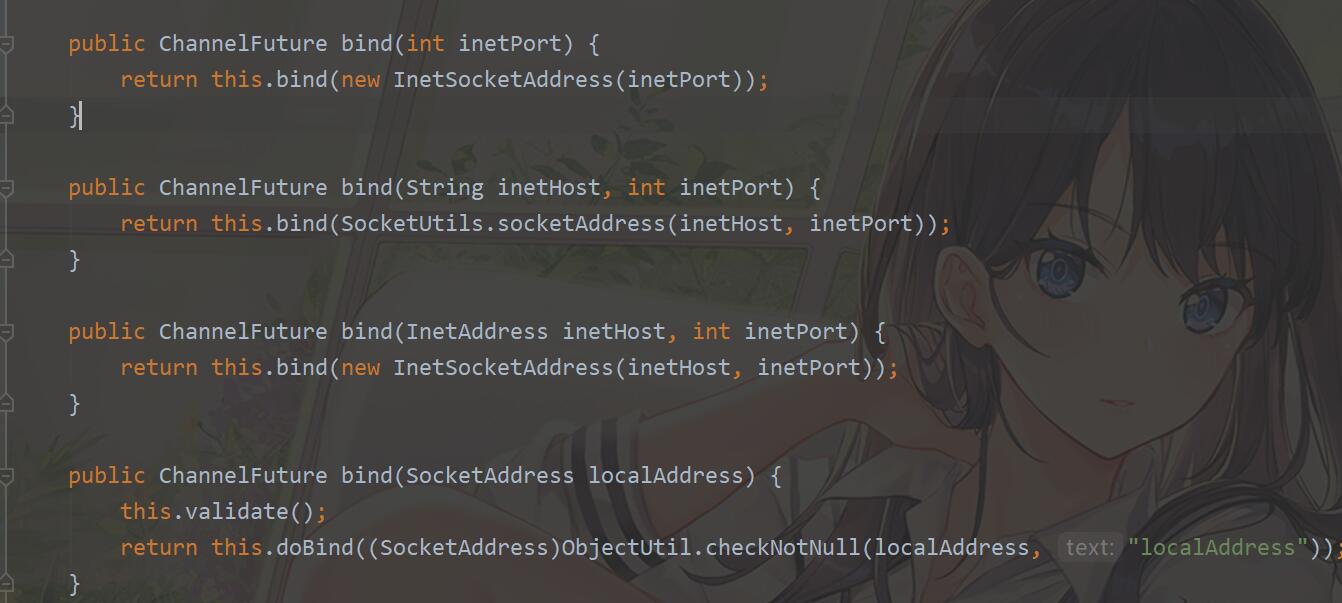 public ChannelFuture bind(int inetPort) {
return this.bind(new InetSocketAddress(inetPort));
}
public ChannelFuture bind(String inetHost, int inetPort) {
return this.bind(SocketUtils.socketAddress(inetHost, inetPort));
}
public ChannelFuture bind(InetAddress inetHost, int inetPort) {
return this.bind(new InetSocketAddress(inetHost, inetPort));
}
public ChannelFuture bind(SocketAddress localAddress) {
this.validate();
return this.doBind((SocketAddress)ObjectUtil.checkNotNull(localAddress, text: "localAddress"));
}